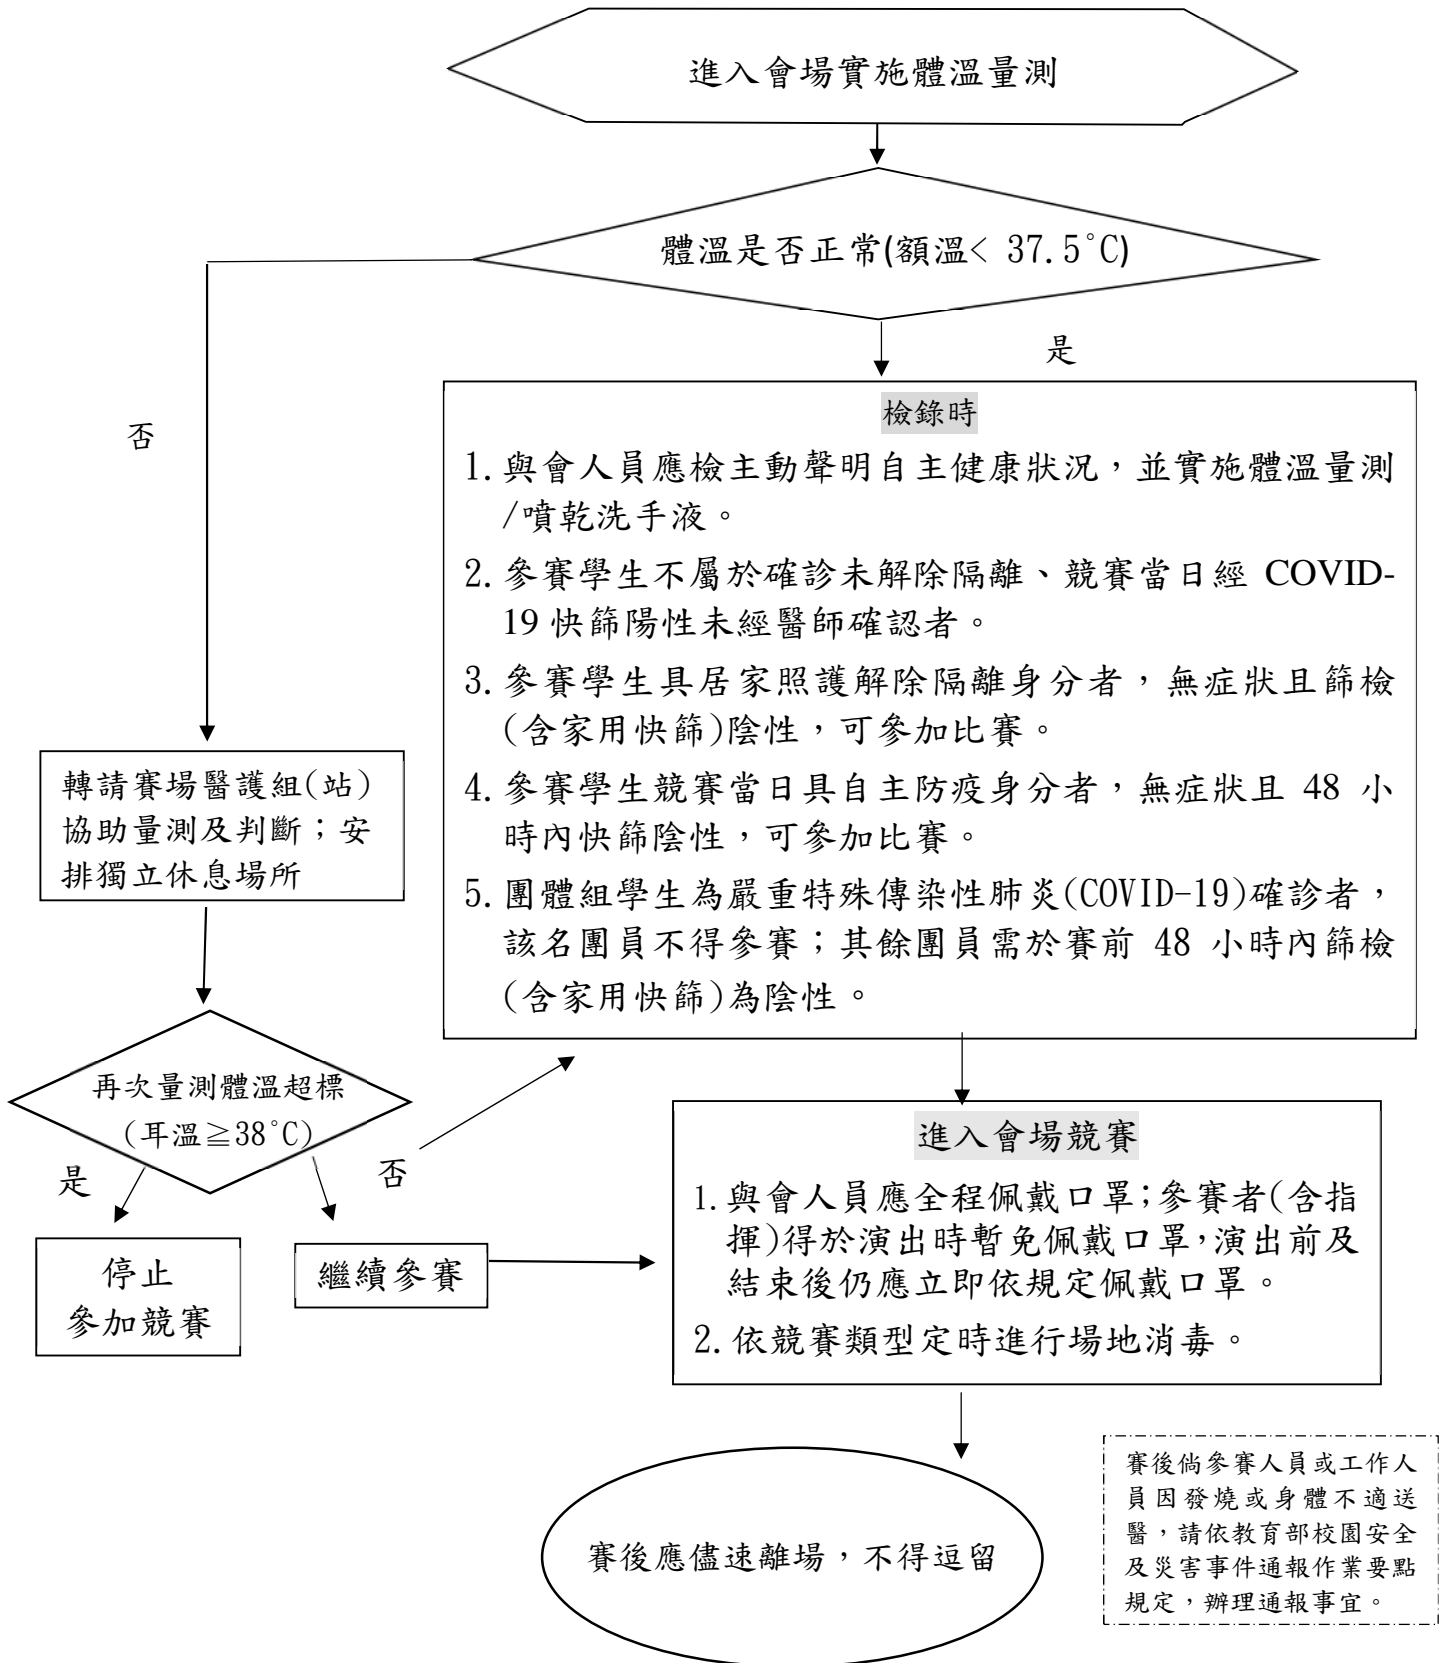 進入會場實施體溫量測
體溫是否正常(額溫< 37.5°C)
是
否
檢錄時
1. 與會人員應檢主動聲明自主健康狀況，並實施體溫量測
/噴乾洗手液。
2. 參賽學生不屬於確診未解除隔離、競賽當日經 COVID-
19 快篩陽性未經醫師確認者。
3. 參賽學生具居家照護解除隔離身分者，無症狀且篩檢
(含家用快篩)陰性，可參加比賽。
4. 參賽學生競賽當日具自主防疫身分者，無症狀且 48 小
時內快篩陰性，可參加比賽。
5. 團體組學生為嚴重特殊傳染性肺炎(COVID-19)確診者，
該名團員不得參賽；其餘團員需於賽前 48 小時內篩檢
(含家用快篩)為陰性。
轉請賽場醫護組(站)
協助量測及判斷；安
排獨立休息場所
再次量測體溫超標
(耳溫≧38°C)
是
否
停止
參加競賽
繼續參賽
進入會場競賽
1. 與會人員應全程佩戴口罩;參賽者(含指
揮)得於演出時暫免佩戴口罩,演出前及
結束後仍應立即依規定佩戴口罩。
2. 依競賽類型定時進行場地消毒。
賽後應儘速離場，不得逗留
賽後倘參賽人員或工作人
員因發燒或身體不適送
醫，請依教育部校園安全
及災害事件通報作業要點
規定，辦理通報事宜。